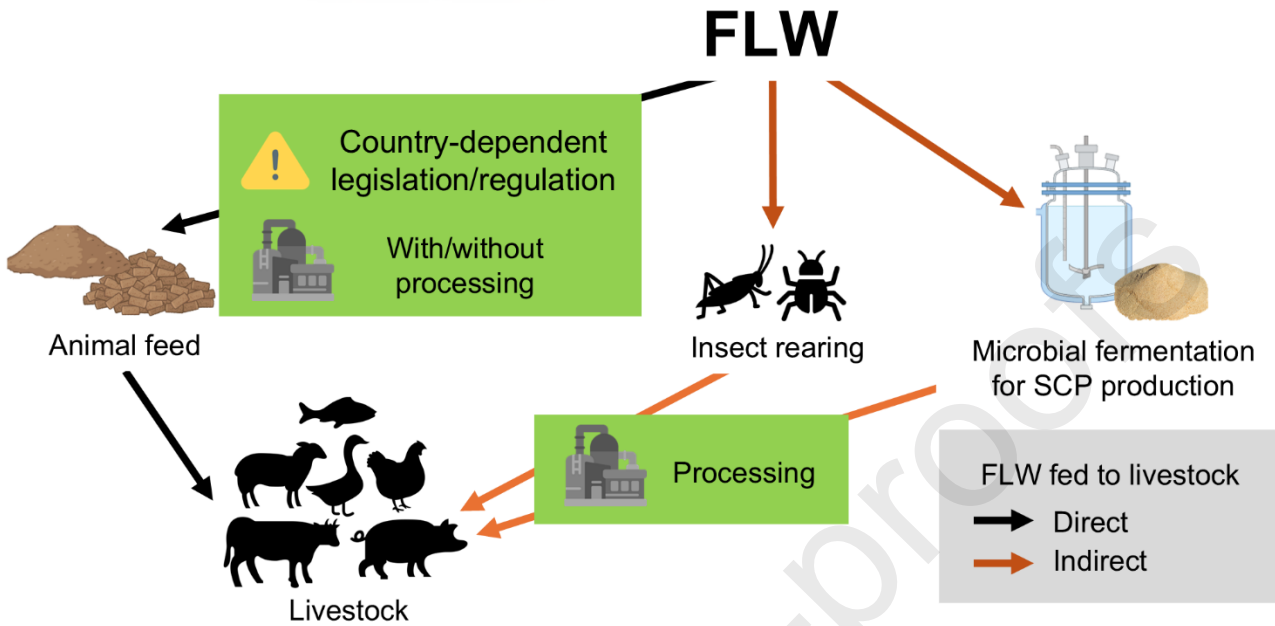 FLW
Country-dependent
legislation/regulation
With/without
processing
Animal feed
Insect rearing
Microbial fermentation
for SCP production
Processing
Livestock
FLW fed to livestock
Direct
Indirect
-proofs